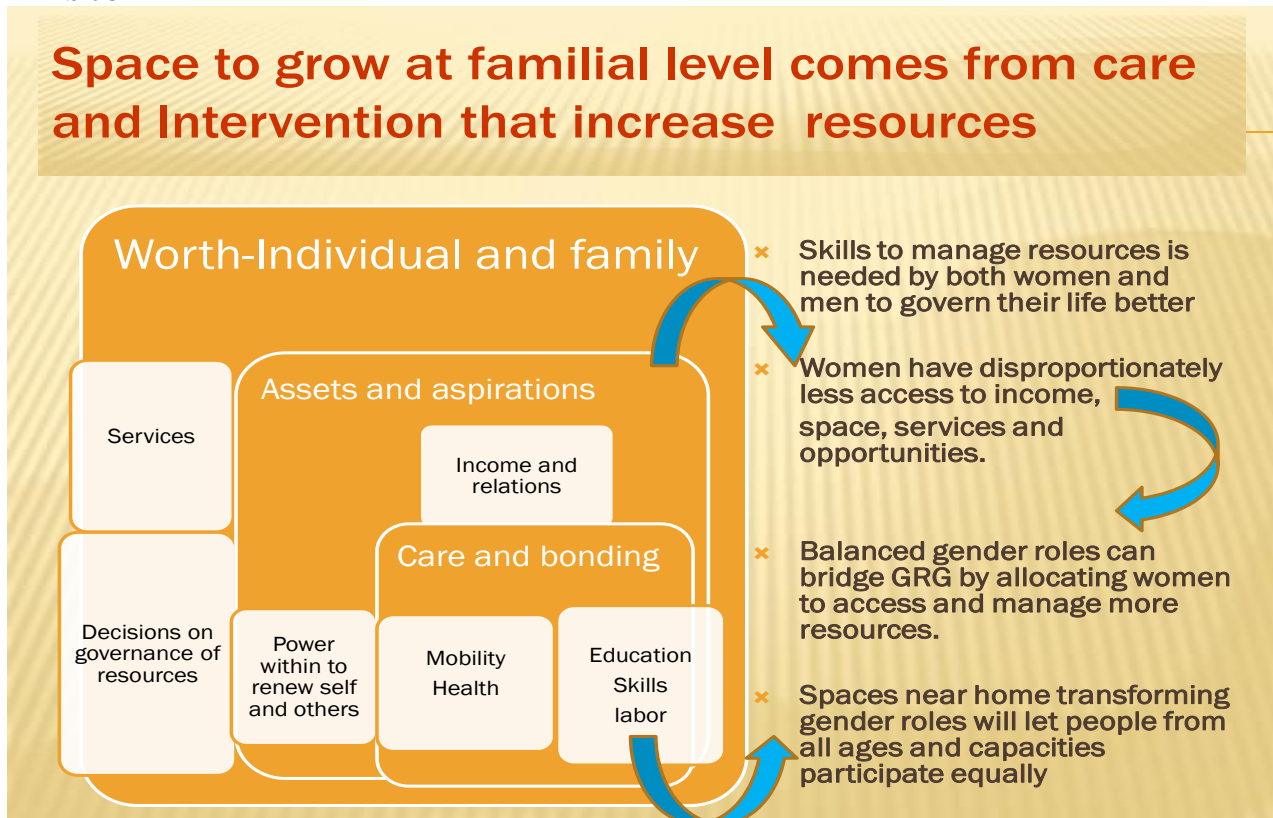 Space to grow at familial level comes from care
and Intervention that increase resources
Worth-Individual and family
Services
Decisions on
governance of
resources
Assets and aspirations
Income and
relations
Power
within to
renew self
and others
Care and bonding
Mobility
Health
Education
Skills
labor
Skills to manage resources is
needed by both women and
men to govern their life better
Women have disproportionately
less access to income,
space, services and
opportunities.
Balanced gender roles can
bridge GRG by allocating women
to access and manage more
resources.
Spaces near home transforming
gender roles will let people from
all ages and capacities
participate equally